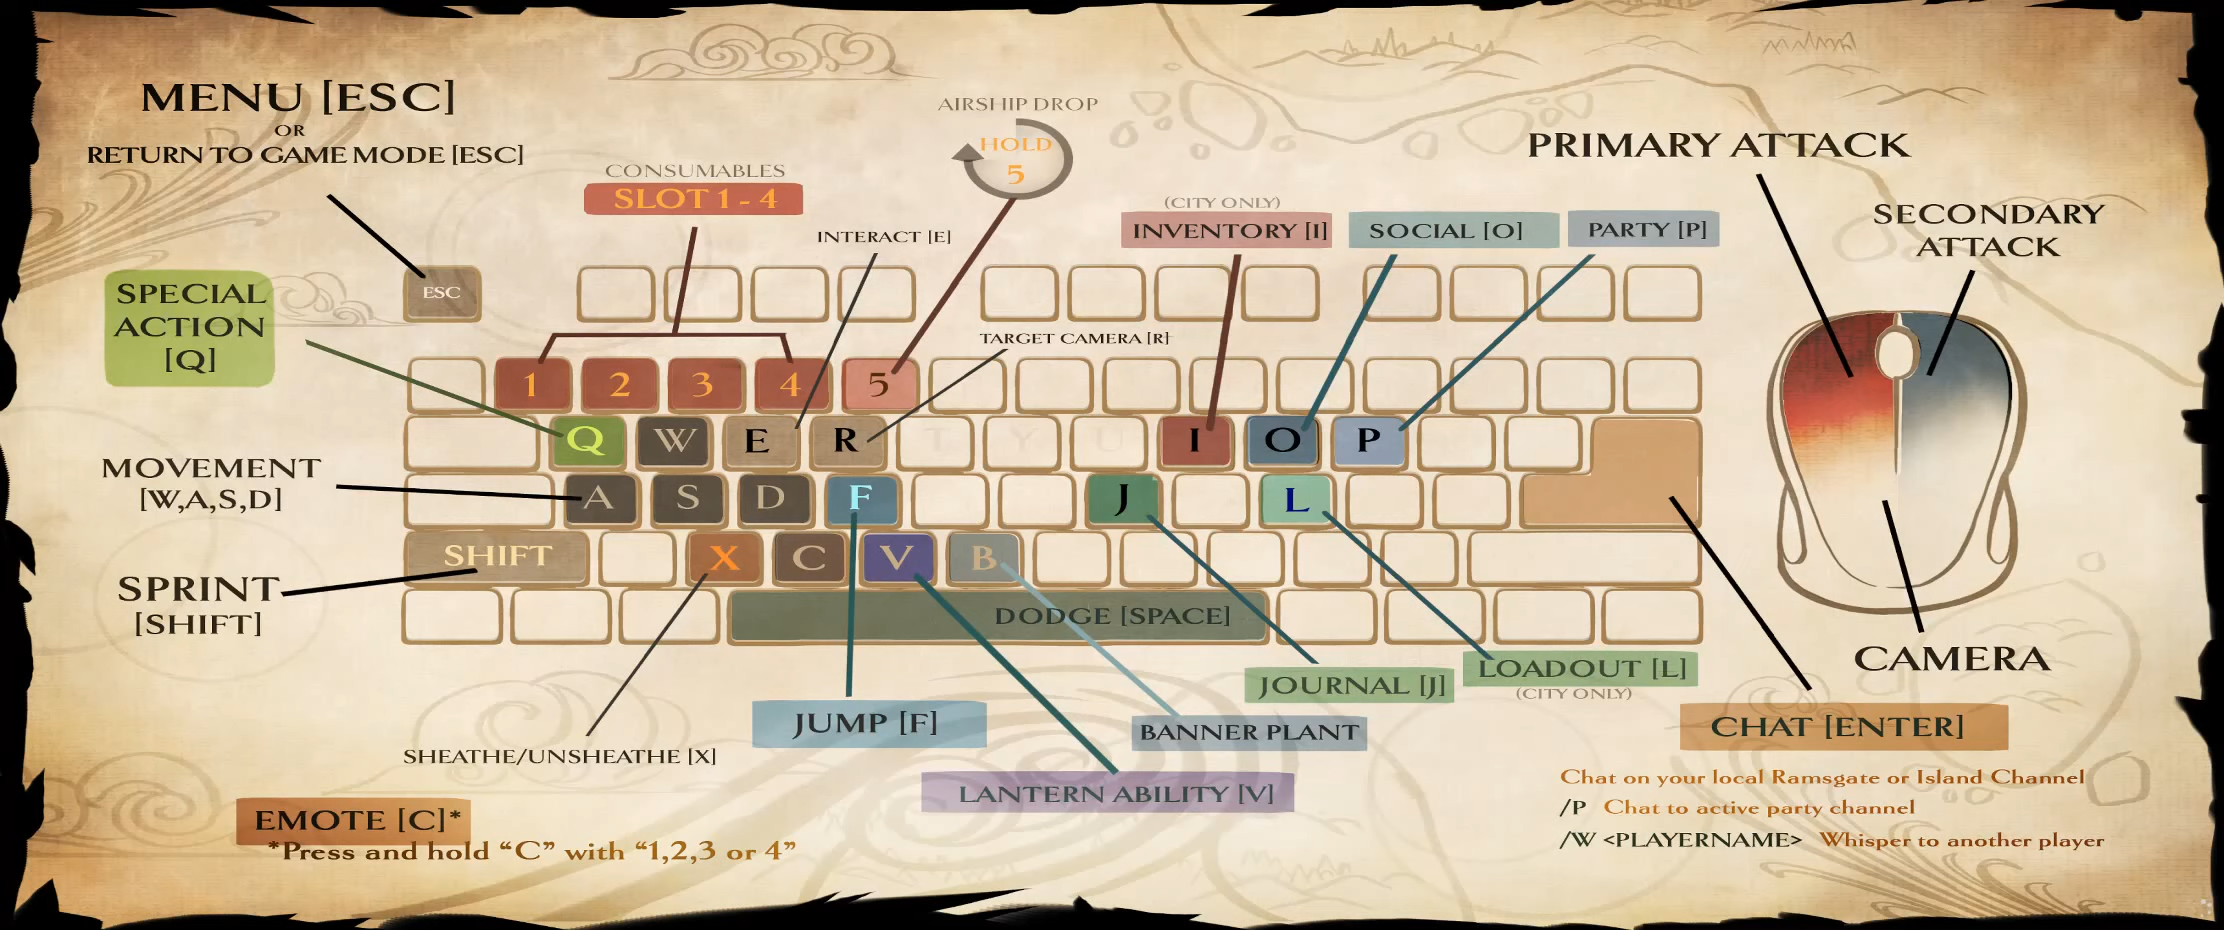 MENU [ESC]
OR
RETURN TO GAME MODE [ESC]
AIRSHIP DROP
HOLD
5
CONSUMABLES
SLOT 1 - 4
INTERACT [E]
(CITY ONLY)
INVENTORY [I]
SOCIAL [O]
PARTY [P]
PRIMARY ATTACK
SECONDARY
ATTACK
SPECIAL
ACTION
[Q]
ESC
TARGET CAMERA [R]
1 2 3 4 5
Q W E R T Y U I O P
MOVEMENT
[W,A,S,D]
A S D F J L
SHIFT X C V B
SPRINT
[SHIFT]
DODGE [SPACE]
CAMERA
JOURNAL [J]
LOADOUT [L]
(CITY ONLY)
JUMP [F]
BANNER PLANT
CHAT [ENTER]
SHEATHE/UNSHEATHE [X]
LANTERN ABILITY [V]
Chat on your local Ramsgate or Island Channel
/P Chat to active party channel
/W <PLAYERNAME> Whisper to another player
EMOTE [C]*
*Press and hold “C” with “1,2,3 or 4”